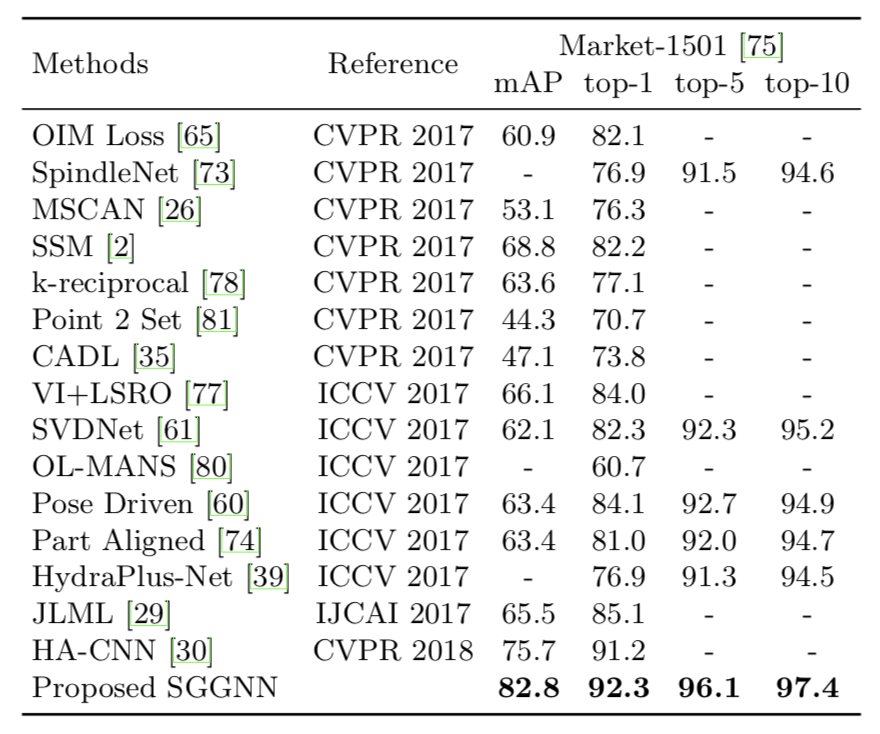 Methods Reference Market-1501 [75]
mAP top-1 top-5 top-10
OIM Loss [65] CVPR 2017 60.9 82.1 - -
SpindleNet [73] CVPR 2017 - 76.9 91.5 94.6
MSCAN [26] CVPR 2017 53.1 76.3 - -
SSM [2] CVPR 2017 68.8 82.2 - -
k-reciprocal [78] CVPR 2017 63.6 77.1 - -
Point 2 Set [81] CVPR 2017 44.3 70.7 - -
CADL [35] CVPR 2017 47.1 73.8 - -
VI+LSRO [77] ICCV 2017 66.1 84.0 - -
SVDNet [61] ICCV 2017 62.1 82.3 92.3 95.2
OL-MANS [80] ICCV 2017 - 60.7 - -
Pose Driven [60] ICCV 2017 63.4 84.1 92.7 94.9
Part Aligned [74] ICCV 2017 63.4 81.0 92.0 94.7
HydraPlus-Net [39] ICCV 2017 - 76.9 91.3 94.5
JLML [29] IJCAI 2017 65.5 85.1 - -
HA-CNN [30] CVPR 2018 75.7 91.2 - -
Proposed SGGNN 82.8 92.3 96.1 97.4